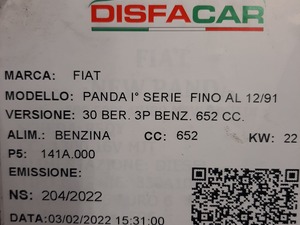 DISFACAR
MARCA: FIAT
MODELLO: PANDA I° SERIE FINO AL 12/91
VERSIONE: 30 BER. 3P BENZ. 652 CC.
ALIM.: BENZINA CC: 652 KW: 22
P5: 141A.000
EMISSIONE:
NS: 204/2022
DATA:03/02/2022 15:31:00